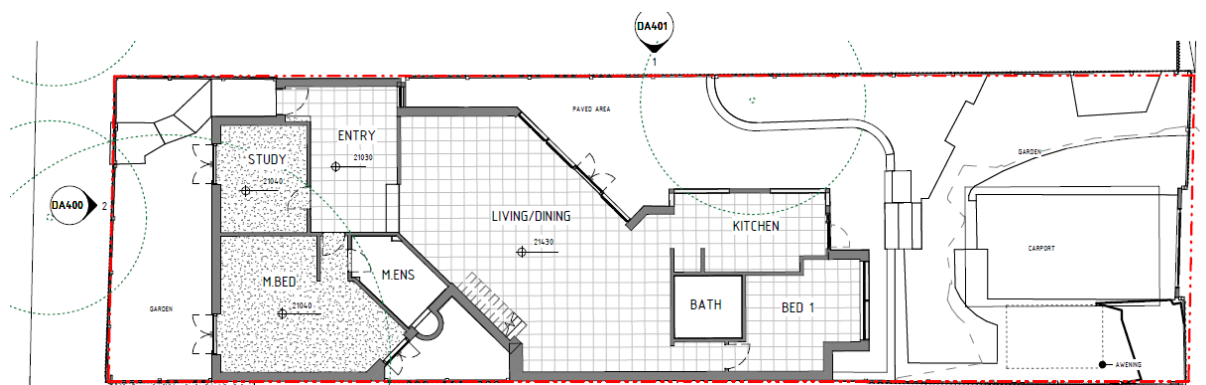 DA401
1
PAVED AREA
ENTRY
21030
STUDY
21040
GARDEN
DA400
2
LIVING/DINING
21430
KITCHEN
CARPORT
M.ENS
M.BED
21040
GARDEN
BATH
BED 1
AWENING